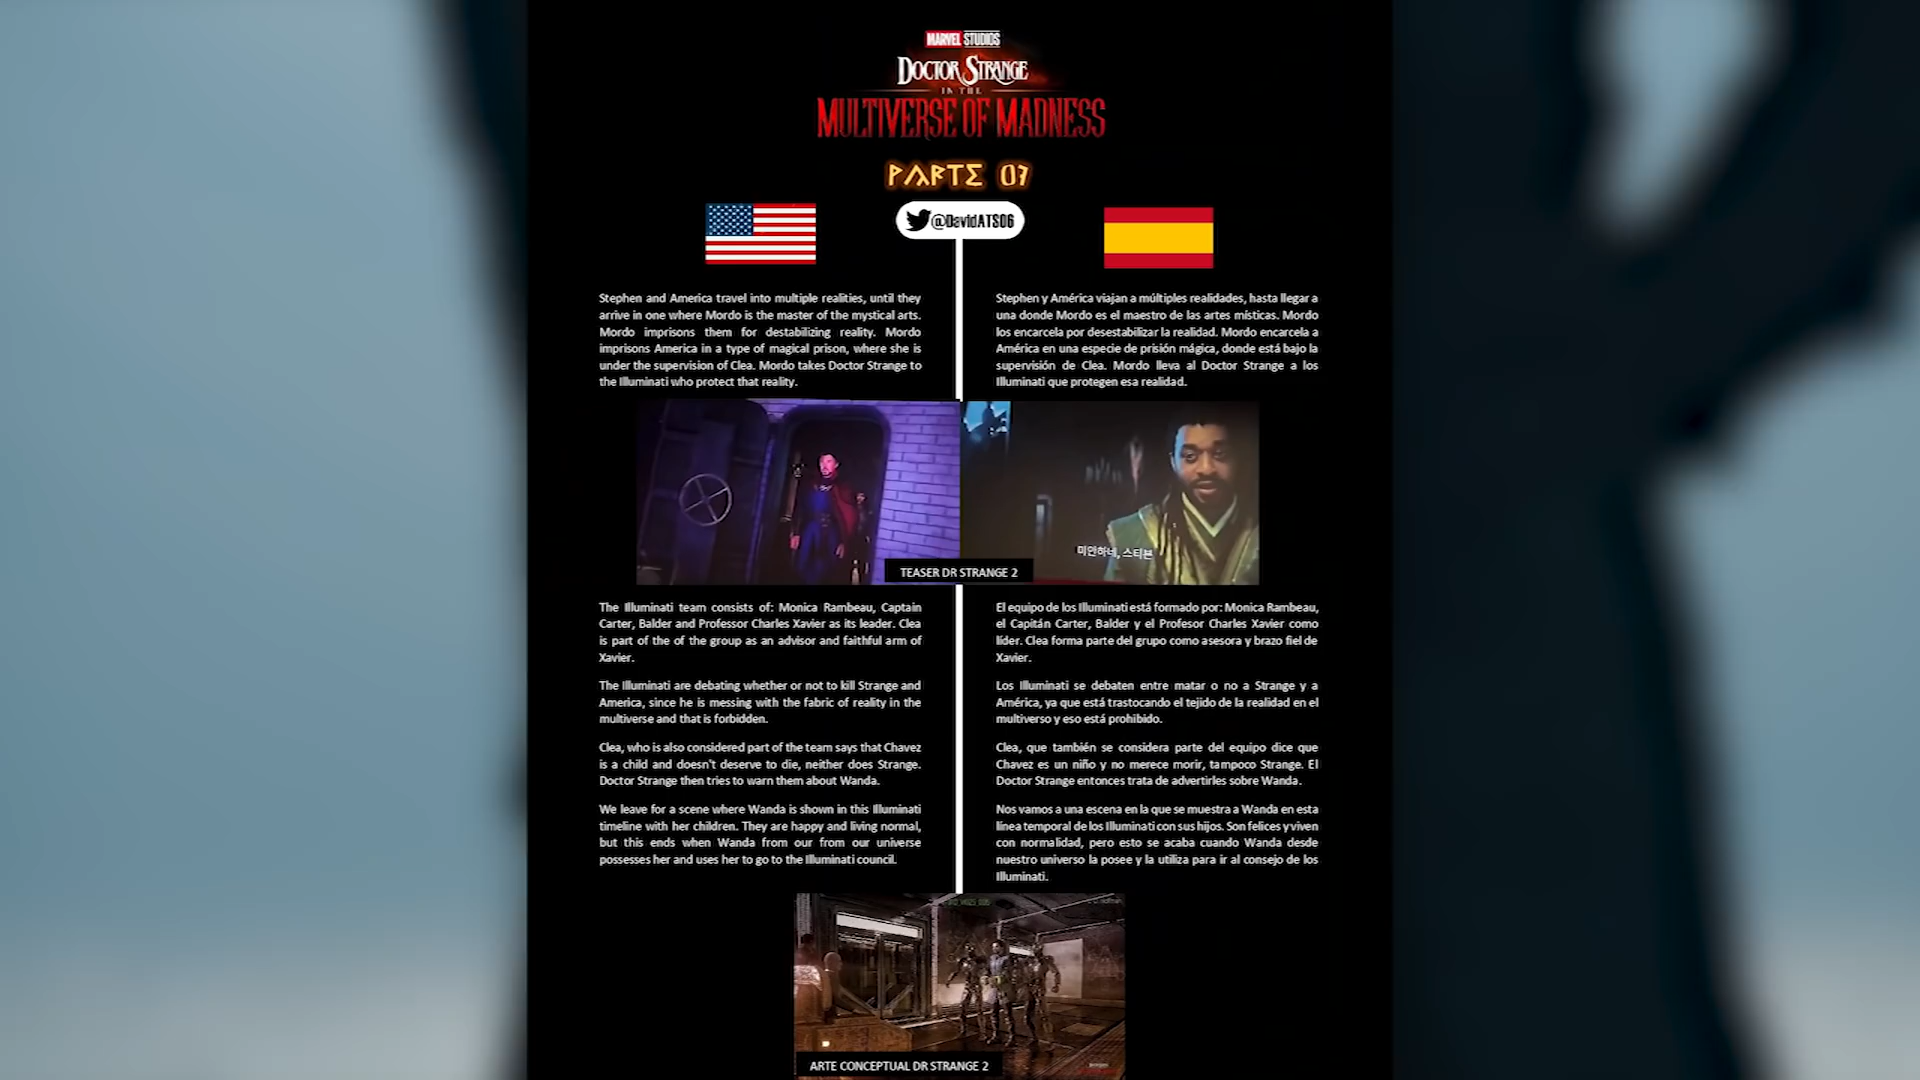 MARVEL STUDIOS
DOCTOR STRANGE
IN THE
MULTIVERSE OF MADNESS
PARTE 07
@DavidATS06
Stephen and America travel into multiple realities, until they
arrive in one where Mordo is the master of the mystical arts.
Mordo imprisons them for destabilizing reality. Mordo
imprisons America in a type of magical prison, where she is
under the supervision of Clea. Mordo takes Doctor Strange to
the Illuminati who protect that reality.
Stephen y América viajan a múltiples realidades, hasta llegar a
una donde Mordo es el maestro de las artes místicas. Mordo
los encarcela por desestabilizar la realidad. Mordo encarcela a
América en una especie de prisión mágica, donde está bajo la
supervisión de Clea. Mordo lleva al Doctor Strange a los
Illuminati que protegen esa realidad.
미안하네, 스티븐
TEASER DR STRANGE 2
The Illuminati team consists of: Monica Rambeau, Captain
Carter, Balder and Professor Charles Xavier as its leader. Clea
is part of the of the group as an advisor and faithful arm of
Xavier.
The Illuminati are debating whether or not to kill Strange and
America, since he is messing with the fabric of reality in the
multiverse and that is forbidden.
Clea, who is also considered part of the team says that Chavez
is a child and doesn't deserve to die, neither does Strange.
Doctor Strange then tries to warn them about Wanda.
We leave for a scene where Wanda is shown in this Illuminati
timeline with her children. They are happy and living normal,
but this ends when Wanda from our from our universe
possesses her and uses her to go to the Illuminati council.
El equipo de los Illuminati está formado por: Monica Rambeau,
el Capitán Carter, Balder y el Profesor Charles Xavier como
líder. Clea forma parte del grupo como asesora y brazo fiel de
Xavier.
Los Illuminati se debaten entre matar o no a Strange y a
América, ya que está trastocando el tejido de la realidad en el
multiverso y eso está prohibido.
Clea, que también se considera parte del equipo dice que
Chavez es un niño y no merece morir, tampoco Strange. El
Doctor Strange entonces trata de advertirles sobre Wanda.
Nos vamos a una escena en la que se muestra a Wanda en esta
línea temporal de los Illuminati con sus hijos. Son felices y viven
con normalidad, pero esto se acaba cuando Wanda desde
nuestro universo la posee y la utiliza para ir al consejo de los
Illuminati.
ARTE CONCEPTUAL DR STRANGE 2